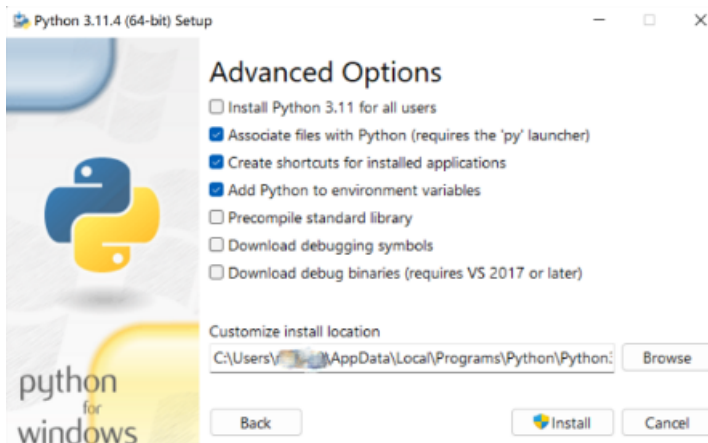 Python 3.11.4 (64-bit) Setup
Advanced Options
Install Python 3.11 for all users
Associate files with Python (requires the 'py' launcher)
Create shortcuts for installed applications
Add Python to environment variables
Precompile standard library
Download debugging symbols
Download debug binaries (requires VS 2017 or later)
Customize install location
\AppData\Local\Programs\Python\Python3 Browse
python
for
windows
Back Install Cancel